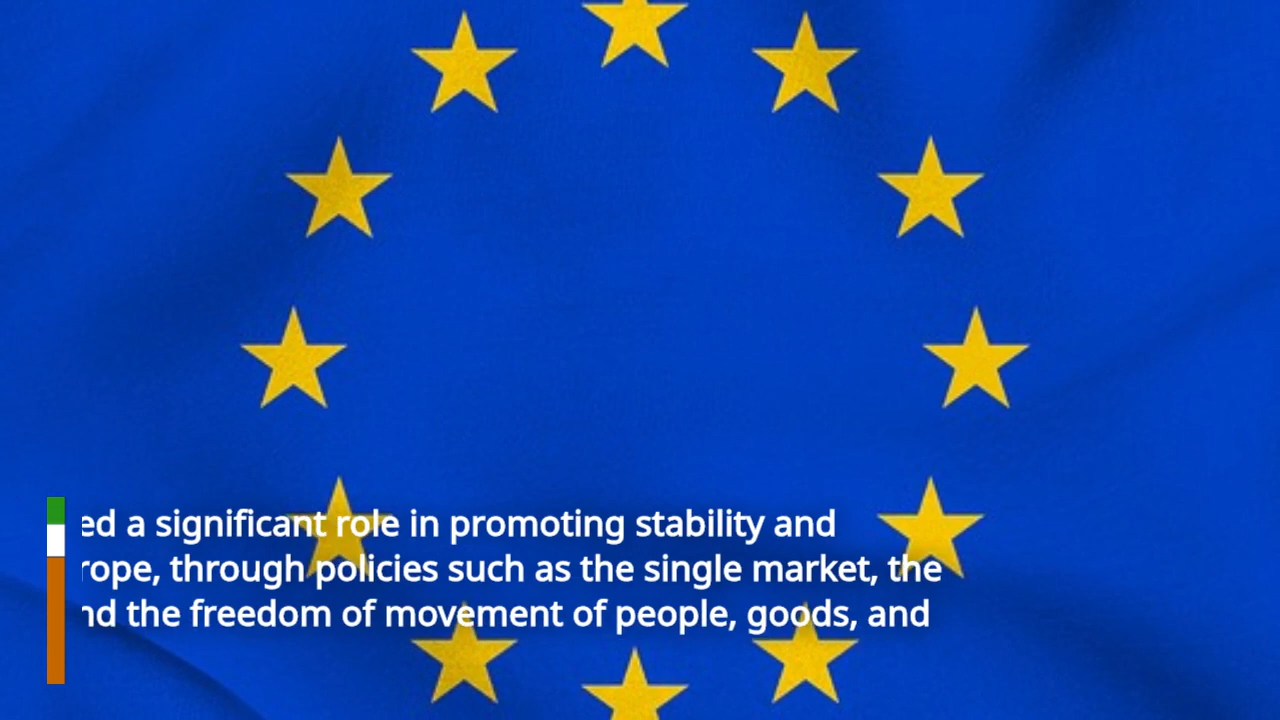 ed a significant role in promoting stability and
rope, through policies such as the single market, the
nd the freedom of movement of people, goods, and